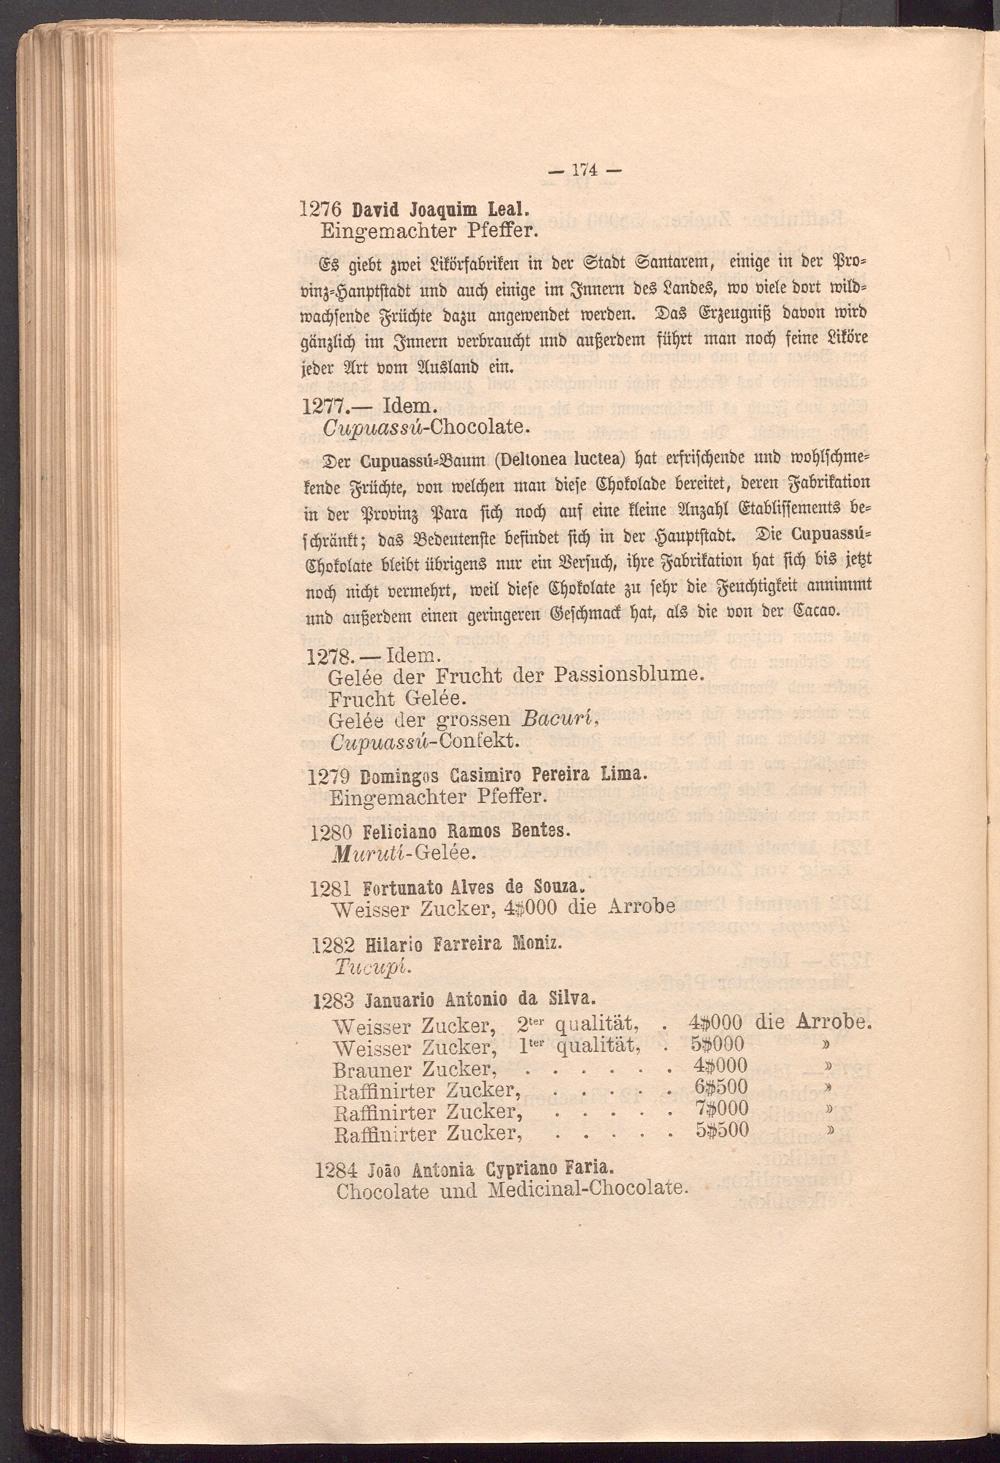 — 174 —
1276 David Joaquim Leal.
Eingemachter Pfeffer.
Es giebt zwei Likörfabriken in der Stadt Santarem, einige in der Pro-
vinz-Hauptstadt und auch einige im Innern des Landes, wo viele dort wild-
wachsende Früchte dazu angewendet werden. Das Erzeugniß davon wird
gänzlich im Innern verbraucht und außerdem führt man noch feine Liköre
jeder Art vom Ausland ein.
1277.— Idem.
Cupuassú-Chocolate.
Der Cupuassú-Baum (Deltonea luctea) hat erfrischende und wohlschme-
kende Früchte, von welchen man diese Chokolade bereitet, deren Fabrikation
in der Provinz Para sich noch auf eine kleine Anzahl Etablissements be-
schränkt; das Bedeutenste befindet sich in der Hauptstadt. Die Cupuassú-
Chokolate bleibt übrigens nur ein Versuch, ihre Fabrikation hat sich bis jetzt
noch nicht vermehrt, weil diese Chokolate zu sehr die Feuchtigkeit annimmt
und außerdem einen geringeren Geschmack hat, als die von der Cacao.
1278. — Idem.
Gelée der Frucht der Passionsblume.
Frucht Gelée.
Gelée der grossen Bacurí,
Cupuassú-Confekt.
1279 Domingos Casimiro Pereira Lima.
Eingemachter Pfeffer.
1280 Feliciano Ramos Bentes.
Murutí-Gelée.
1281 Fortunato Alves de Souza.
Weisser Zucker, 4$000 die Arrobe
1282 Hilario Farreira Moniz.
Tucupí.
1283 Januario Antonio da Silva.
Weisser Zucker, 2ter qualität, . 4$000 die Arrobe.
Weisser Zucker, 1ter qualität, . 5$000 »
Brauner Zucker, . . . . . . 4$000 »
Raffinirter Zucker, . . . . . 6$500 »
Raffinirter Zucker, . . . . . 7$000 »
Raffinirter Zucker, . . . . . 5$500 »
1284 João Antonia Cypriano Faria.
Chocolate und Medicinal-Chocolate.